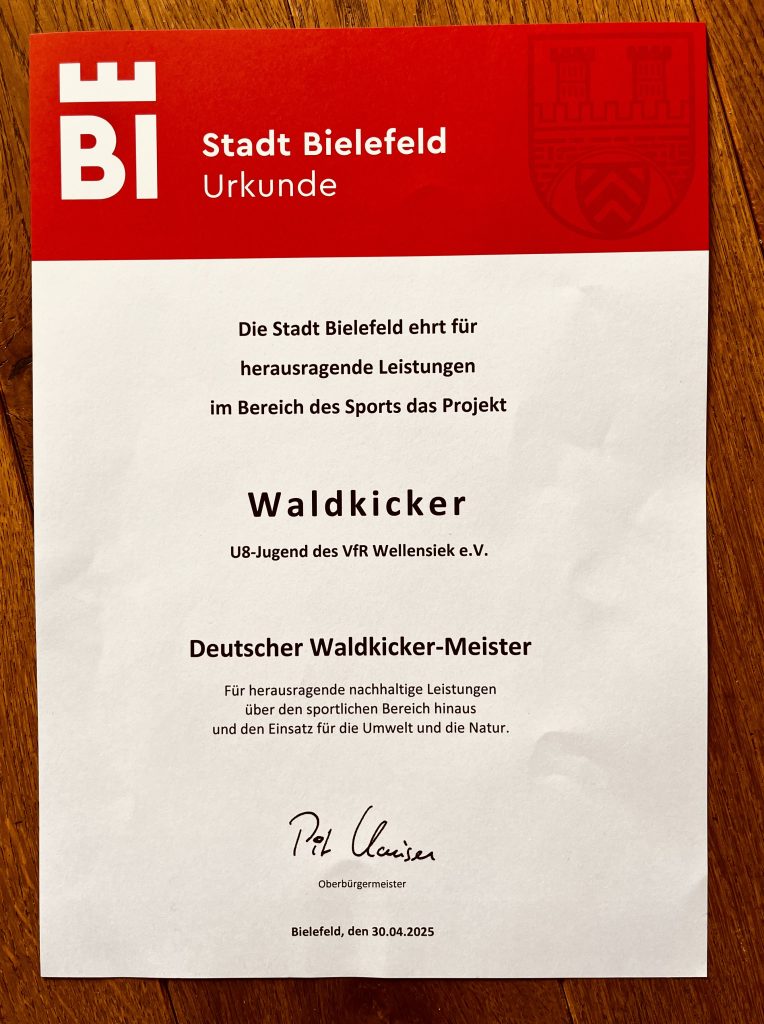 BI
Stadt Bielefeld
Urkunde
Die Stadt Bielefeld ehrt für
herausragende Leistungen
im Bereich des Sports das Projekt
Waldkicker
U8-Jugend des VfR Wellensiek e.V.
Deutscher Waldkicker-Meister
Für herausragende nachhaltige Leistungen
über den sportlichen Bereich hinaus
und den Einsatz für die Umwelt und die Natur.
Pit Clausen
Oberbürgermeister
Bielefeld, den 30.04.2025